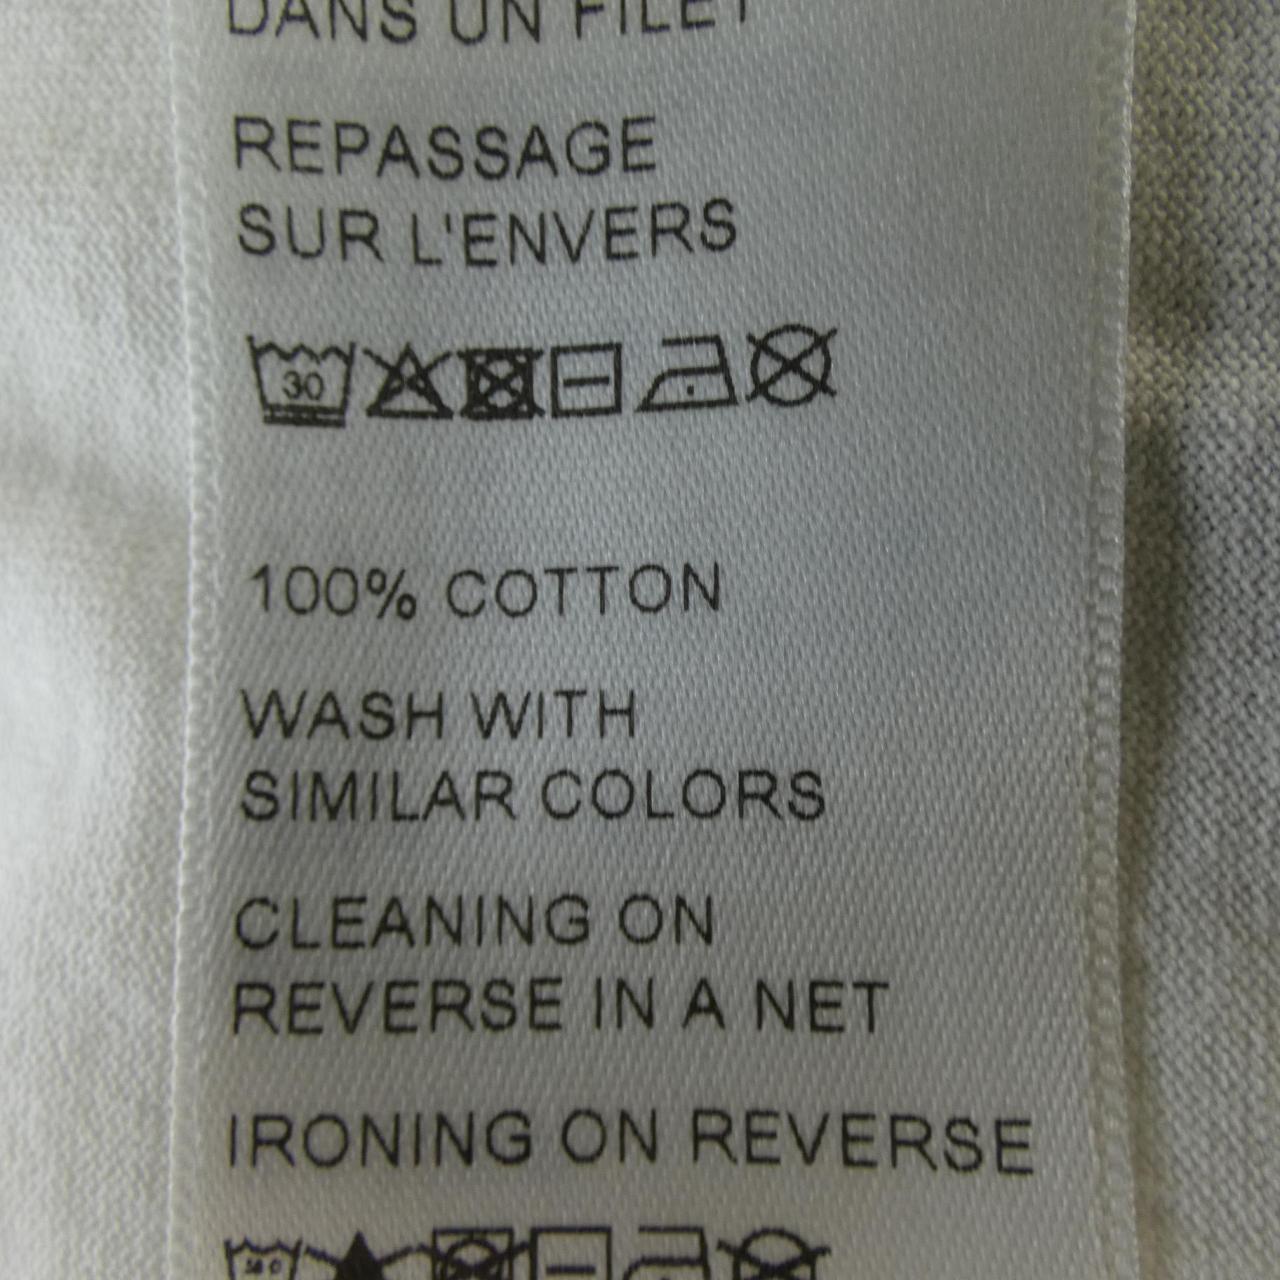 DANS UN FILET
REPASSAGE
SUR L'ENVERS
30
100% COTTON
WASH WITH
SIMILAR COLORS
CLEANING ON
REVERSE IN A NET
IRONING ON REVERSE